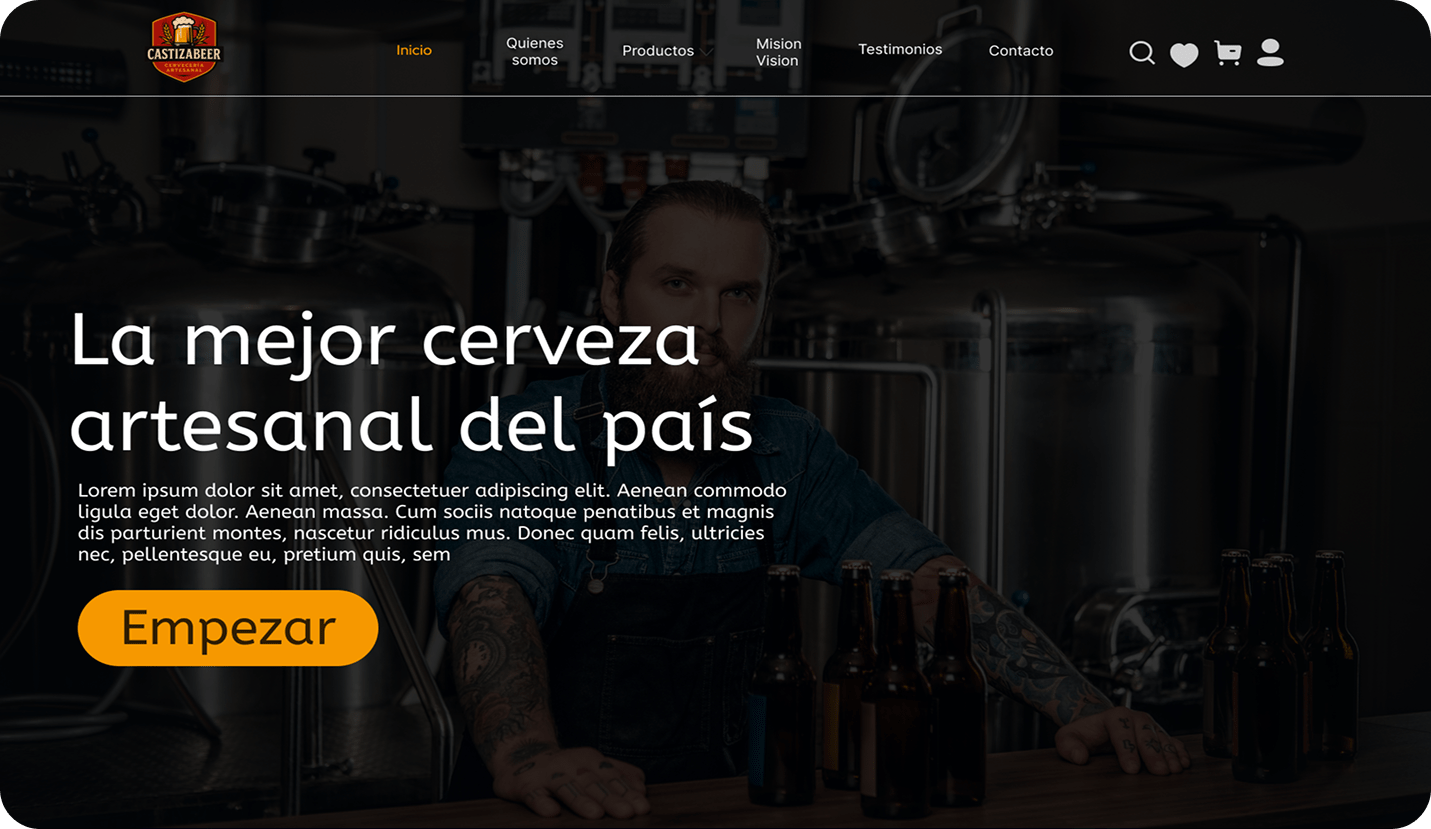 CASTIZABEER
CERVECERIA
ARTESANAL
Inicio
Quienes
somos
Productos
Mision
Vision
Testimonios
Contacto
La mejor cerveza
artesanal del país
Lorem ipsum dolor sit amet, consectetuer adipiscing elit. Aenean commodo
ligula eget dolor. Aenean massa. Cum sociis natoque penatibus et magnis
dis parturient montes, nascetur ridiculus mus. Donec quam felis, ultricies
nec, pellentesque eu, pretium quis, sem
Empezar